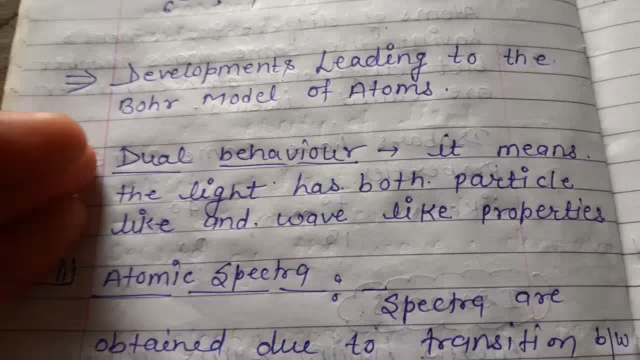 ⇒ Developments Leading to the
Bohr Model of Atoms.
Dual behaviour → it means
the light has both particle
like and wave like properties
Atomic Spectra : Spectra are
obtained due to transition b/w